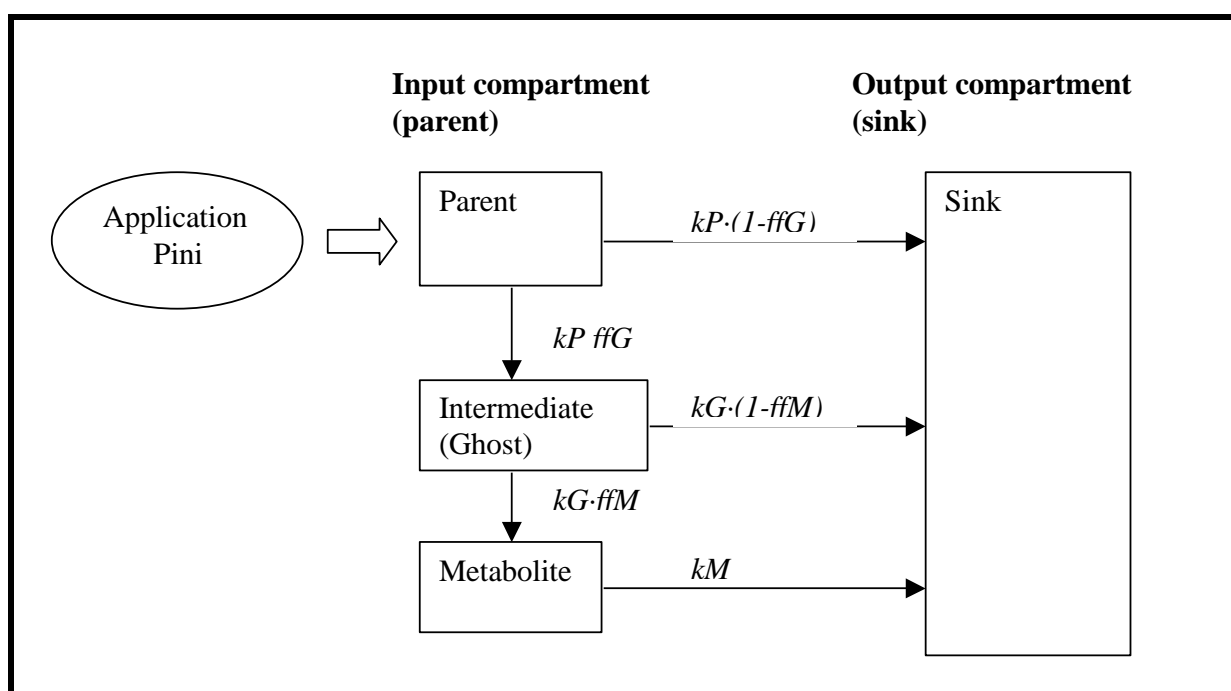 Input compartment
(parent)
Output compartment
(sink)
Application
Pini
Parent
kP·(1-ffG)
Sink
kP ffG
Intermediate
(Ghost)
kG·(1-ffM)
kG·ffM
Metabolite
kM